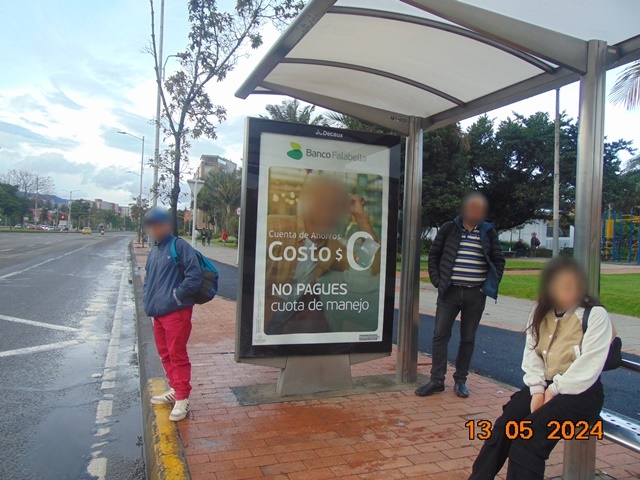 JCDecaux
Banco Falabella
Cuenta de Ahorros
Costo $0
NO PAGUES
cuota de manejo
13 05 2024